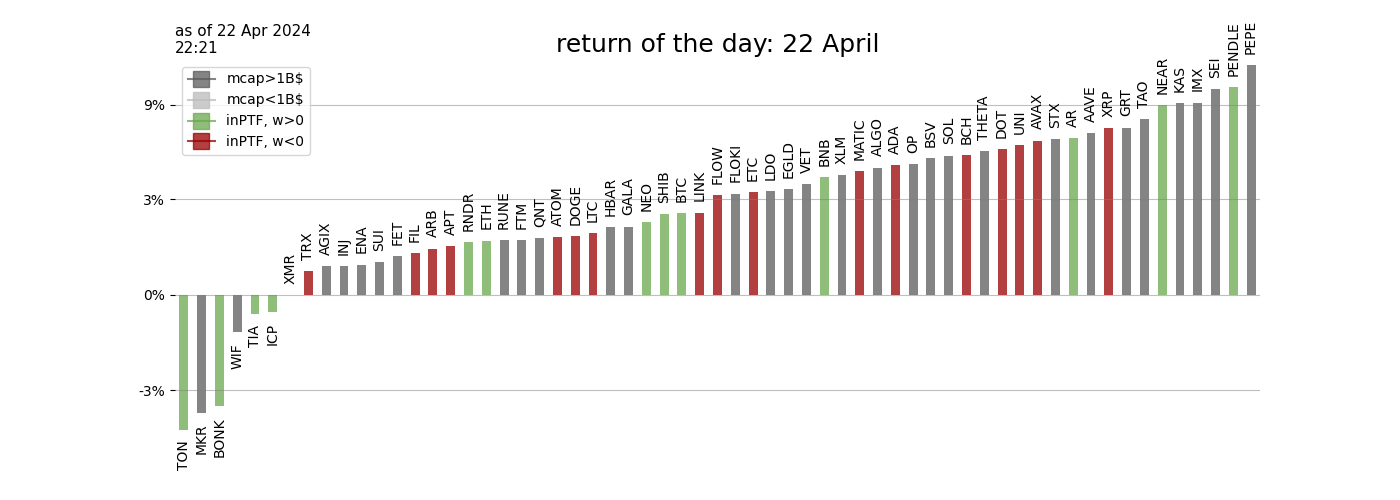 as of 22 Apr 2024
22:21
return of the day: 22 April
mcap>1B$
mcap<1B$
inPTF, w>0
inPTF, w<0
9%
3%
0%
-3%
TON
MKR
BONK
WIF
TIA
ICP
XMR
TRX
AGIX
INJ
ENA
SUI
FET
FIL
ARB
APT
RNDR
ETH
RUNE
FTM
QNT
ATOM
DOGE
LTC
HBAR
GALA
NEO
SHIB
BTC
LINK
FLOW
FLOKI
ETC
LDO
EGLD
VET
BNB
XLM
MATIC
ALGO
ADA
OP
BSV
SOL
BCH
THETA
DOT
UNI
AVAX
STX
AR
AAVE
XRP
GRT
TAO
NEAR
KAS
IMX
SEI
PENDLE
PEPE